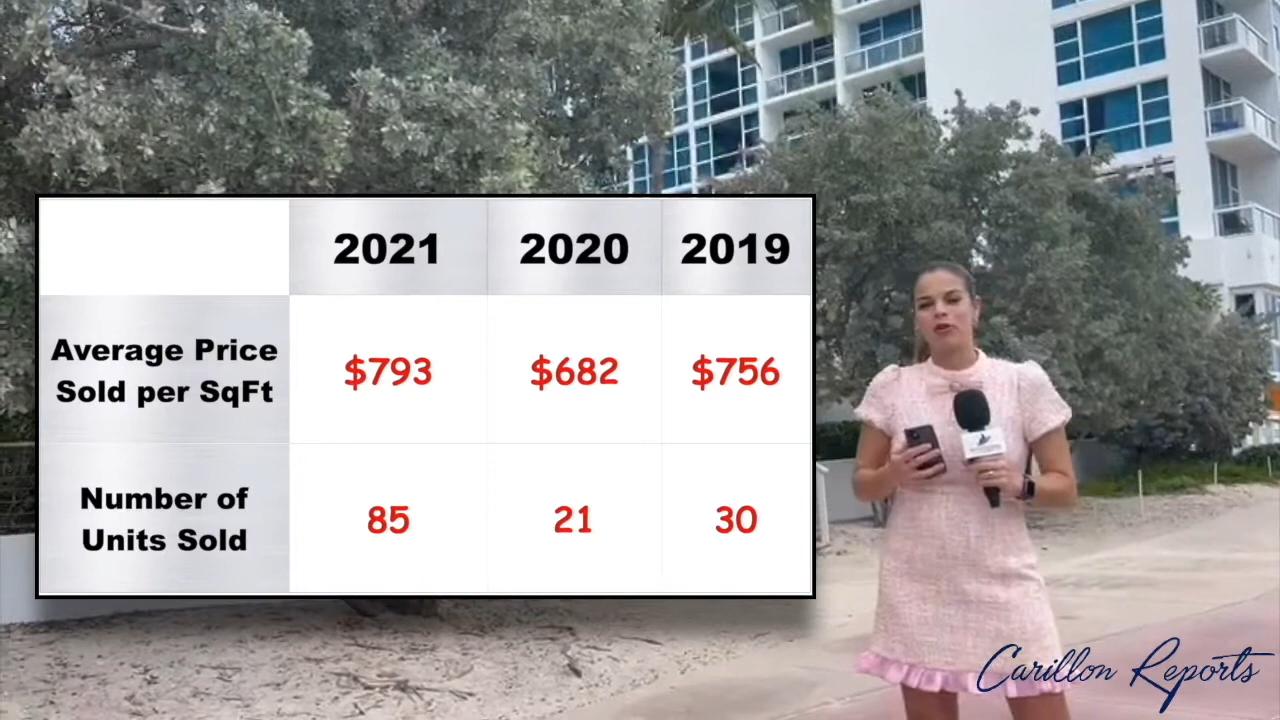 2021 2020 2019
Average Price
Sold per SqFt
$793 $682 $756
Number of
Units Sold
85 21 30
Carillon Reports